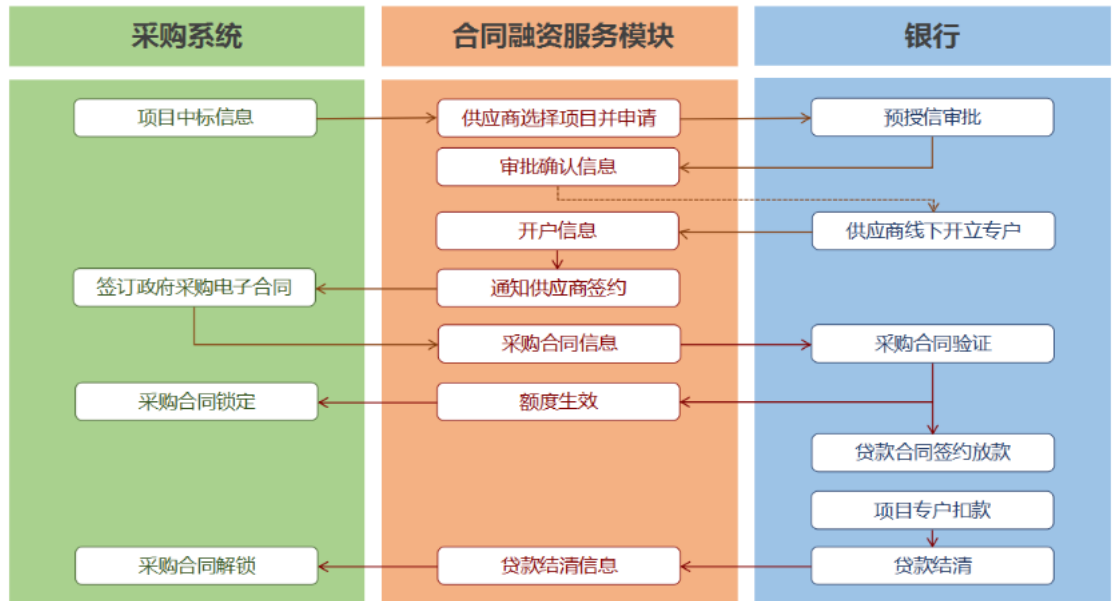 采购系统
合同融资服务模块
银行
项目中标信息
供应商选择项目并申请
预授信审批
审批确认信息
开户信息
供应商线下开立专户
签订政府采购电子合同
通知供应商签约
采购合同信息
采购合同验证
采购合同锁定
额度生效
贷款合同签约放款
项目专户扣款
采购合同解锁
贷款结清信息
贷款结清